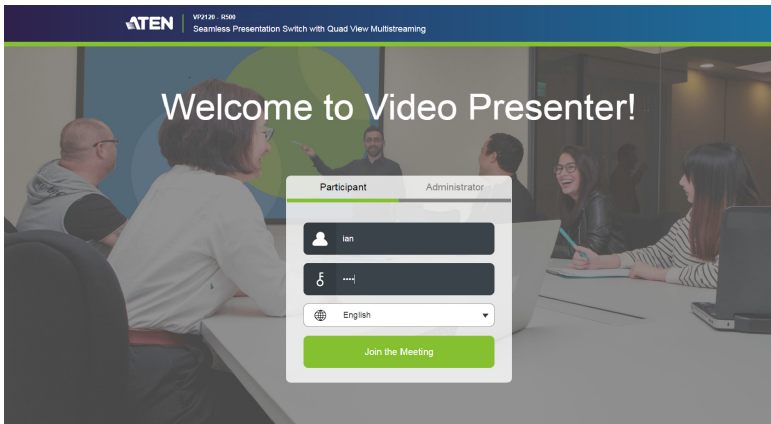 ATEN
VP2120 - R500
Seamless Presentation Switch with Quad View Multistreaming
Welcome to Video Presenter!
Participant
Administrator
ian
••••
English
Join the Meeting